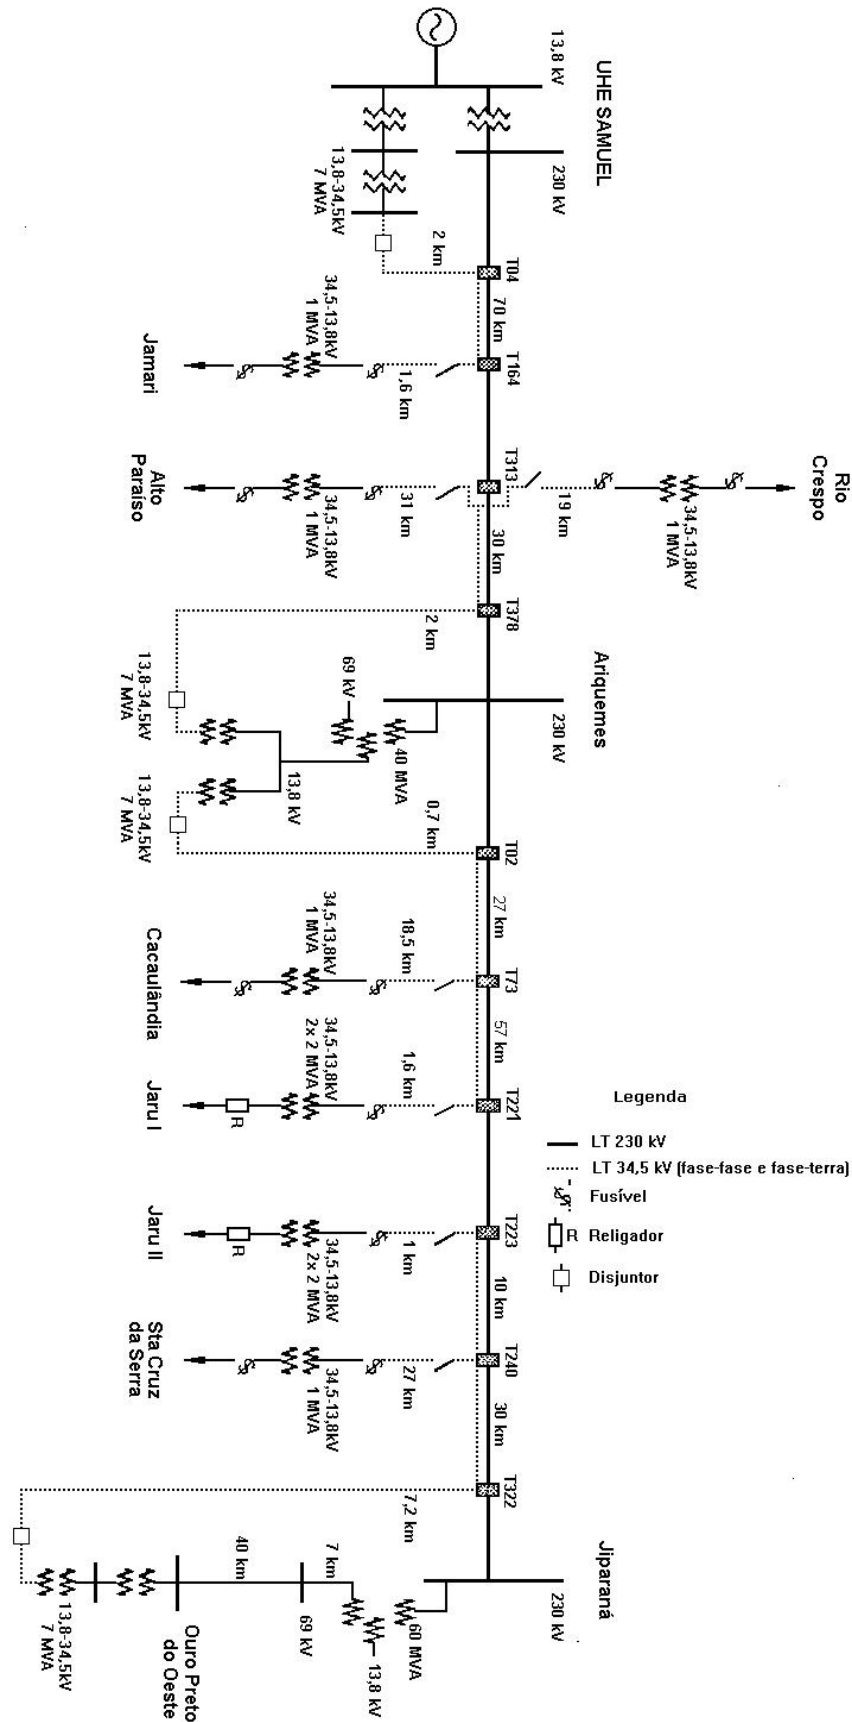 UHE SAMUEL
13,8 kV
230 kV
13,8-34,5kV
7 MVA
2 km
T04
70 km
34,5-13,8kV
1 MVA
Jamari
1,6 km
T164
Rio
Crespo
34,5-13,8kV
1 MVA
19 km
T313
31 km
34,5-13,8kV
1 MVA
Alto
Paraíso
30 km
T378
2 km
13,8-34,5kV
7 MVA
Ariquemes
230 kV
69 kV
40 MVA
13,8 kV
13,8-34,5kV
7 MVA
0,7 km
T02
27 km
34,5-13,8kV
1 MVA
18,5 km
Cacaulândia
T73
57 km
34,5-13,8kV
2x 2 MVA
1,6 km
Jaru I
R
T221
Legenda
LT 230 kV
LT 34,5 kV (fase-fase e fase-terra)
Fusível
R Religador
Disjuntor
T223
1 km
34,5-13,8kV
2x 2 MVA
Jaru II
R
10 km
T240
27 km
34,5-13,8kV
1 MVA
Sta Cruz
da Serra
30 km
T322
7,2 km
Jiparaná
230 kV
60 MVA
13,8 kV
7 km
69 kV
40 km
Ouro Preto
do Oeste
13,8-34,5kV
7 MVA